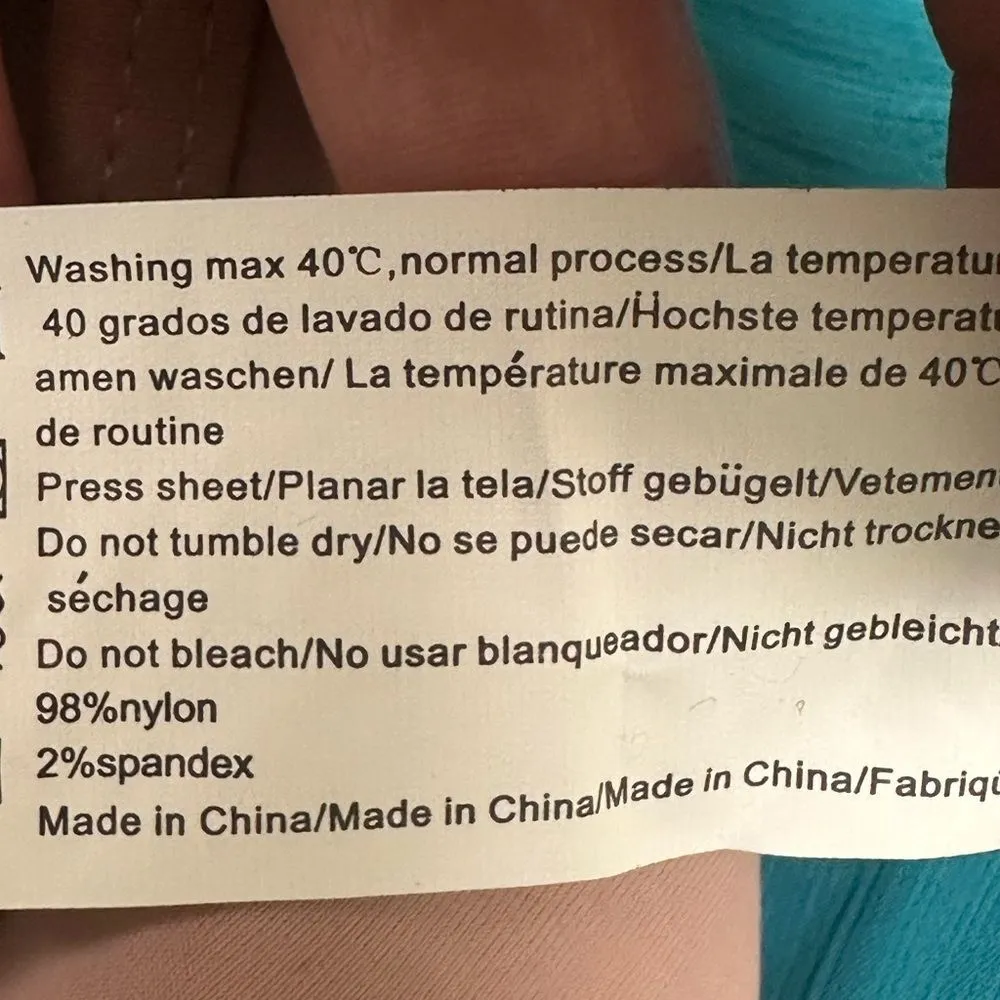 Washing max 40℃,normal process/La temperatu
40 grados de lavado de rutina/Hochste temperat
amen waschen/ La température maximale de 40℃
de routine
Press sheet/Planar la tela/Stoff gebügelt/Vetemen
Do not tumble dry/No se puede secar/Nicht trockne
séchage
Do not bleach/No usar blanqueador/Nicht gebleicht
98%nylon
2%spandex
Made in China/Made in China/Made in China/Fabriqu